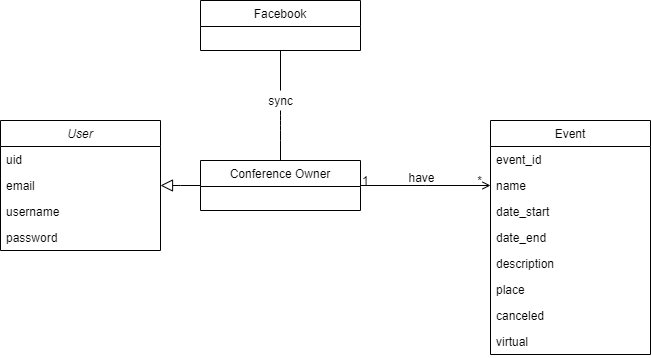 Facebook
sync
User
uid
email
username
password
Conference Owner
1
have
*
Event
event_id
name
date_start
date_end
description
place
canceled
virtual